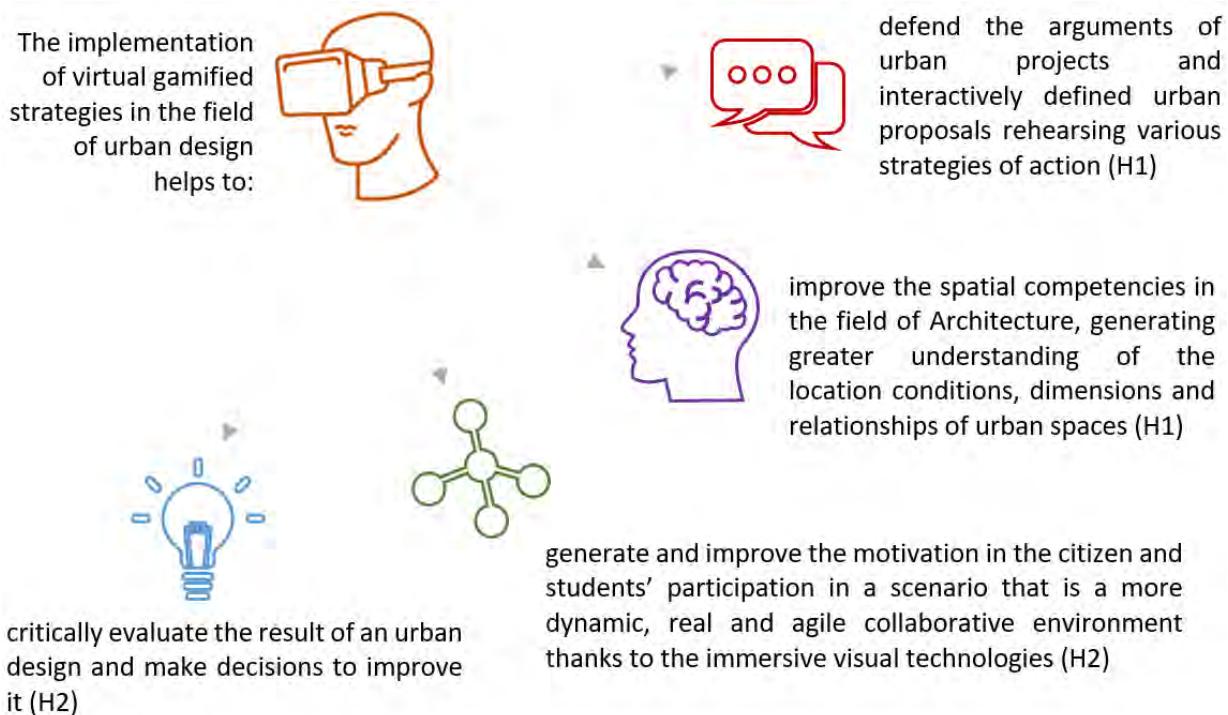 The implementation
of virtual gamified
strategies in the field
of urban design
helps to:
defend the arguments of
urban projects and
interactively defined urban
proposals rehearsing various
strategies of action (H1)
improve the spatial competencies in
the field of Architecture, generating
greater understanding of the
location conditions, dimensions and
relationships of urban spaces (H1)
generate and improve the motivation in the citizen and
students’ participation in a scenario that is a more
dynamic, real and agile collaborative environment
thanks to the immersive visual technologies (H2)
critically evaluate the result of an urban
design and make decisions to improve
it (H2)